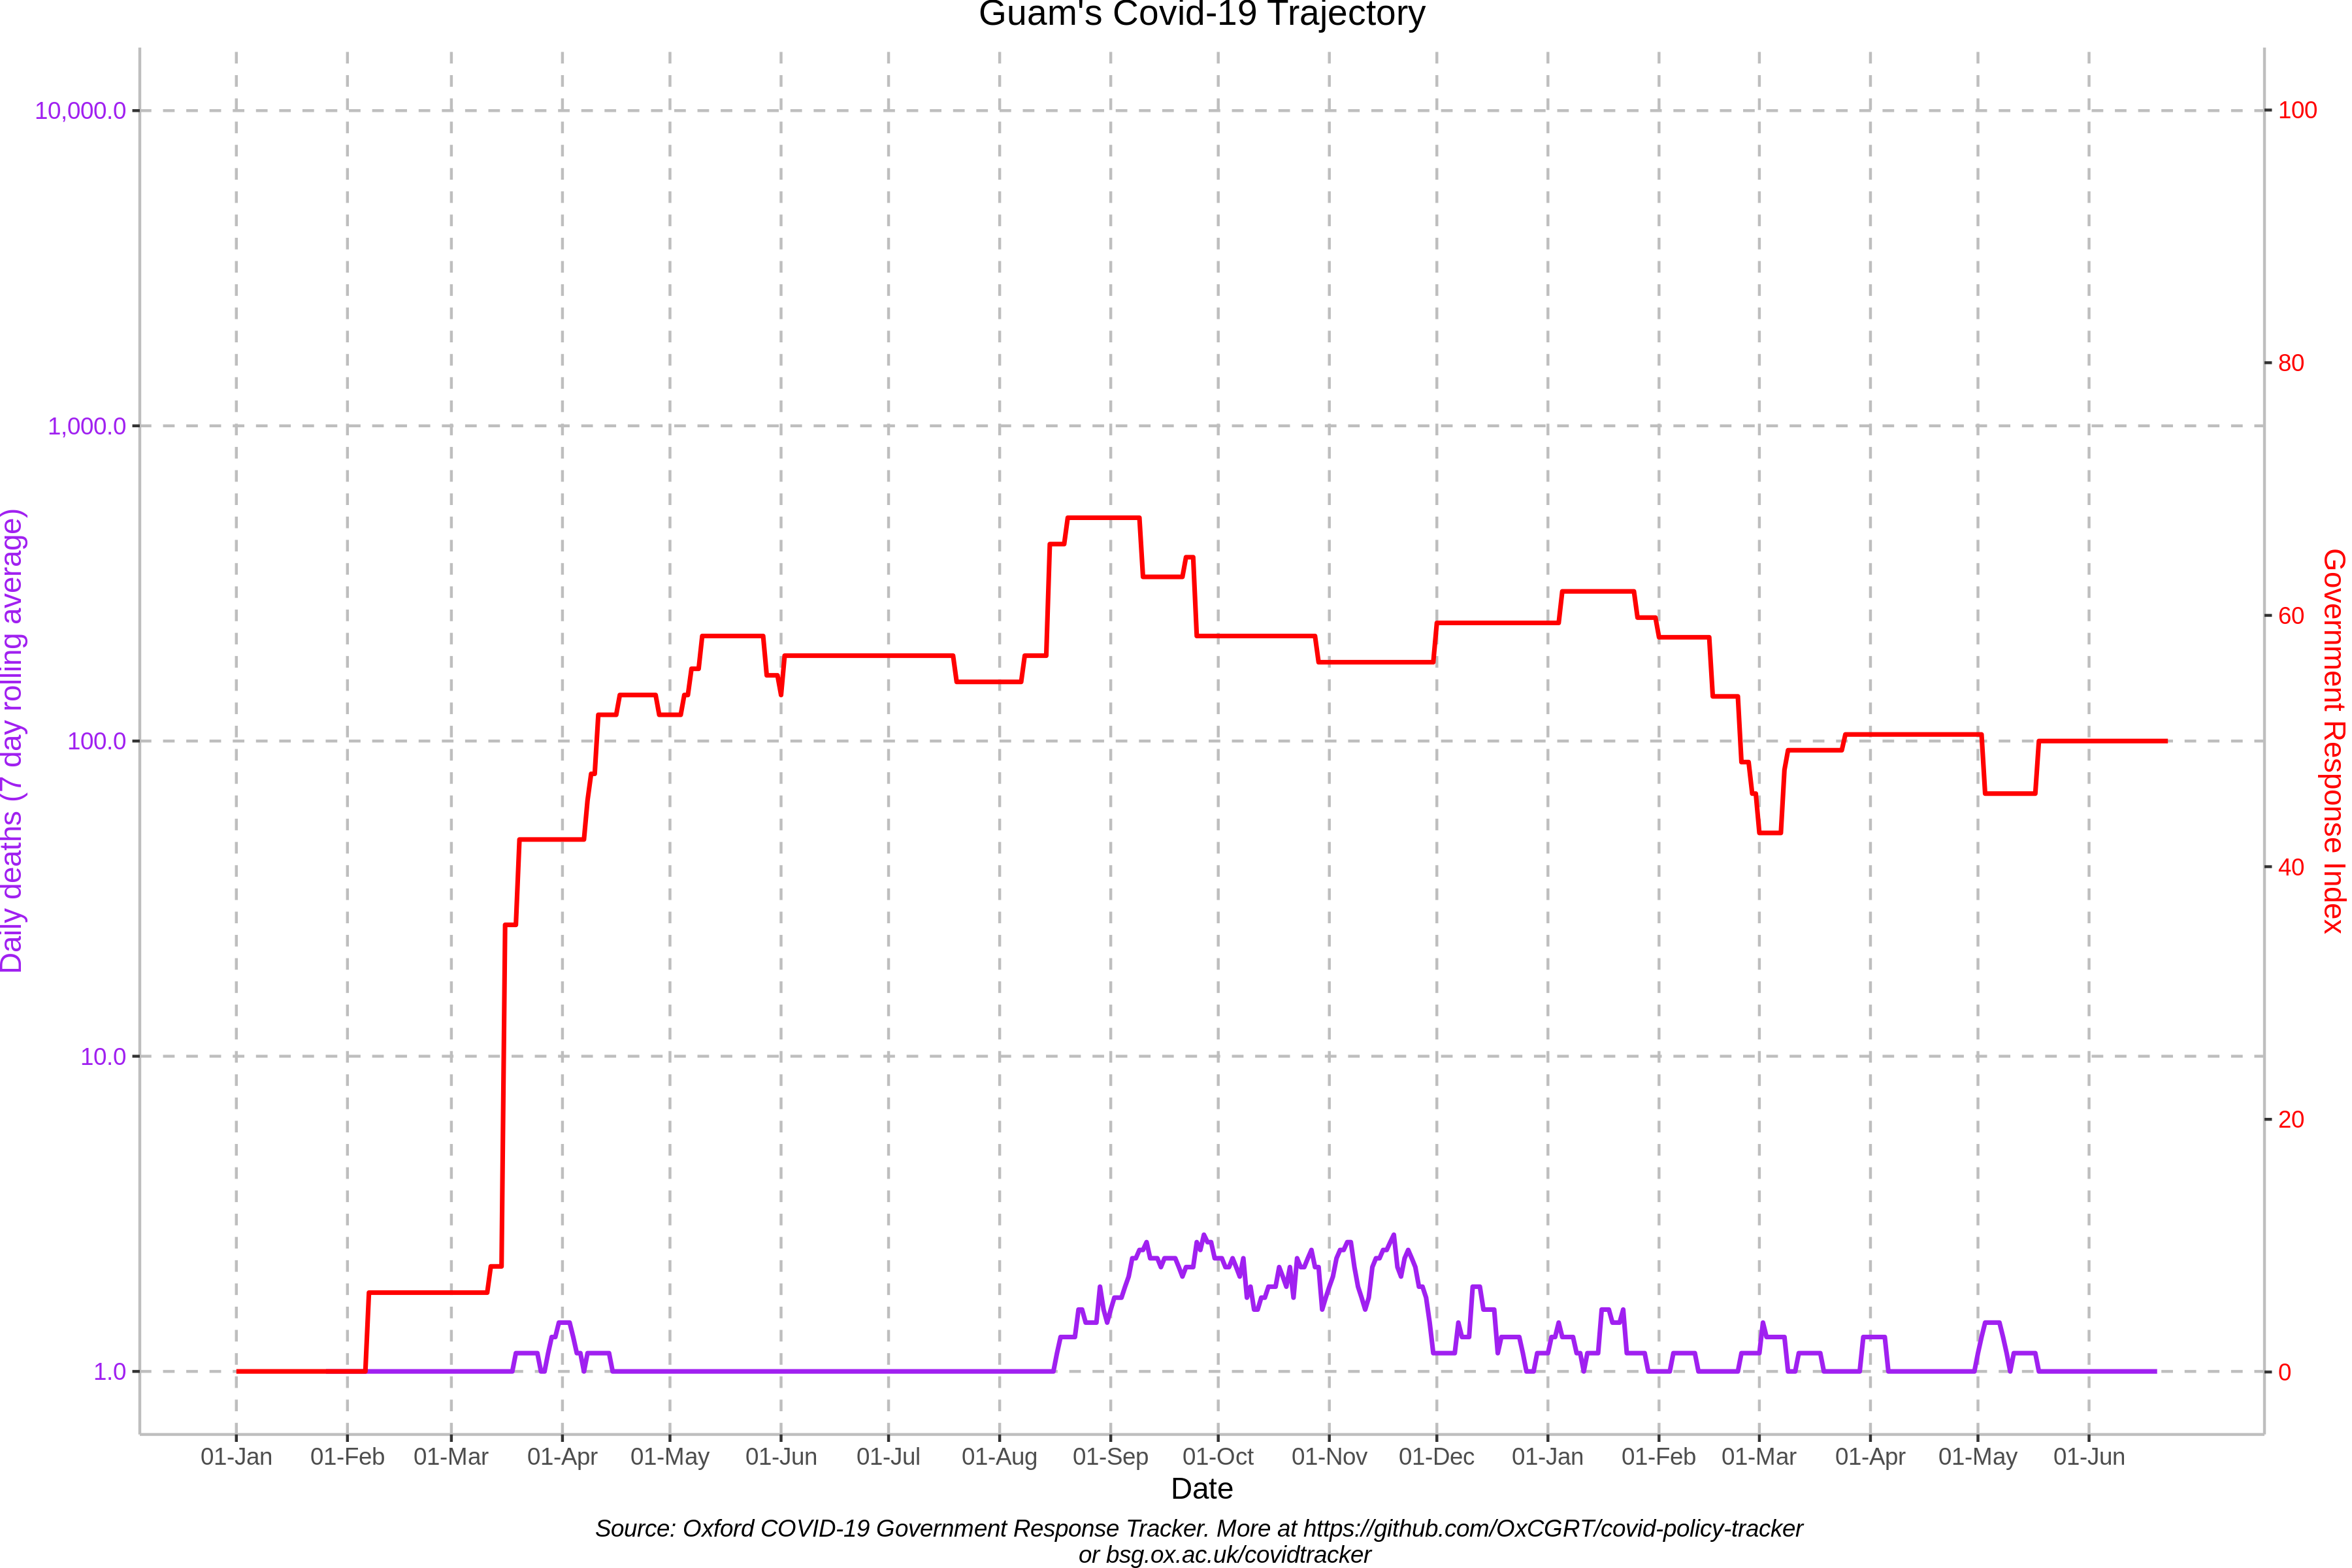 Guam's Covid-19 Trajectory
10,000.0
1,000.0
100.0
10.0
1.0
Daily deaths (7 day rolling average)
100
80
60
40
20
0
Government Response Index
01-Jan 01-Feb 01-Mar 01-Apr 01-May 01-Jun 01-Jul 01-Aug 01-Sep 01-Oct 01-Nov 01-Dec 01-Jan 01-Feb 01-Mar 01-Apr 01-May 01-Jun
Date
Source: Oxford COVID-19 Government Response Tracker. More at https://github.com/OxCGRT/covid-policy-tracker
or bsg.ox.ac.uk/covidtracker